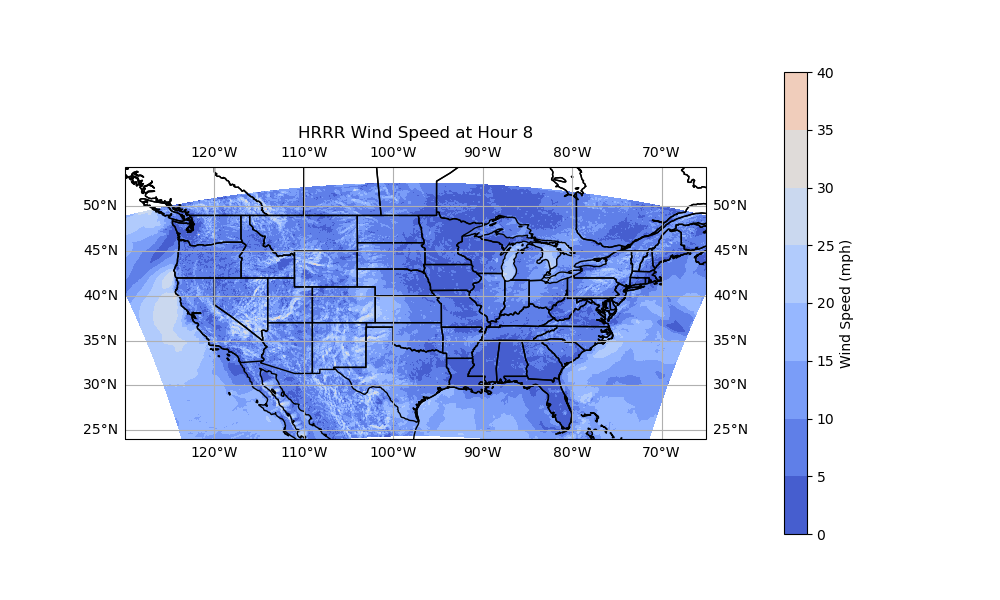 HRRR Wind Speed at Hour 8
120°W 110°W 100°W 90°W 80°W 70°W
50°N 50°N
45°N 45°N
40°N 40°N
35°N 35°N
30°N 30°N
25°N 25°N
120°W 110°W 100°W 90°W 80°W 70°W
40
35
30
25
20
15
10
5
0
Wind Speed (mph)